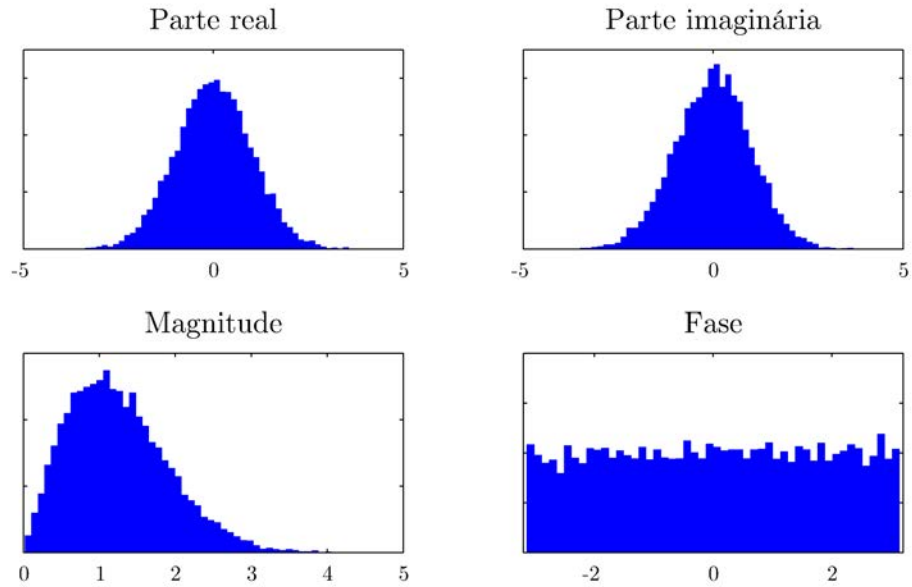 Parte real
Parte imaginária
-5 0 5
-5 0 5
Magnitude
Fase
0 1 2 3 4 5
-2 0 2